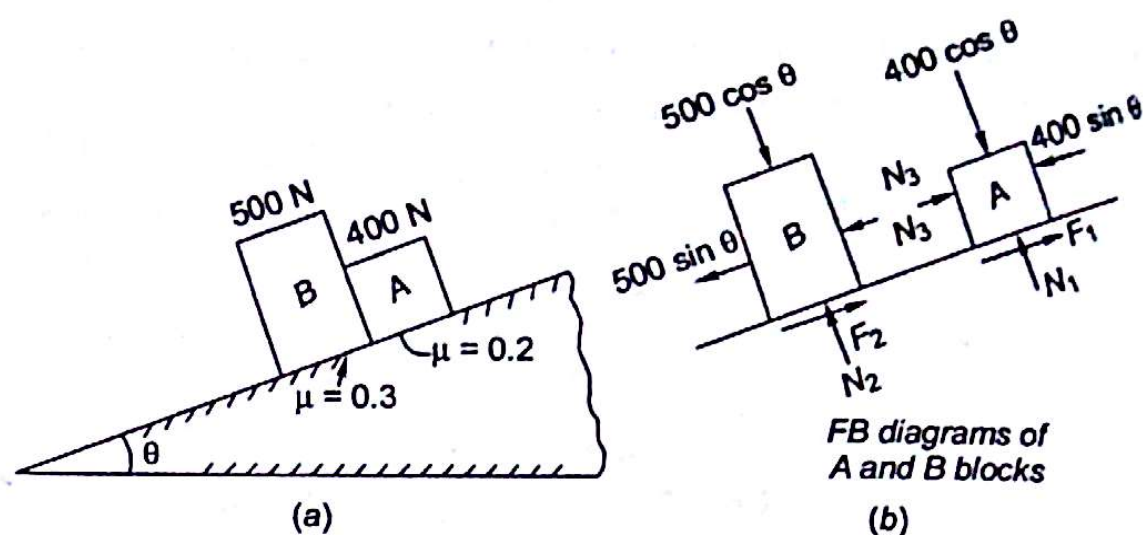 500 N
400 N
B
A
μ = 0.2
μ = 0.3
θ
(a)
500 cos θ
400 cos θ
400 sin θ
N3
N3
A
B
500 sin θ
F1
N1
F2
N2
FB diagrams of
A and B blocks
(b)